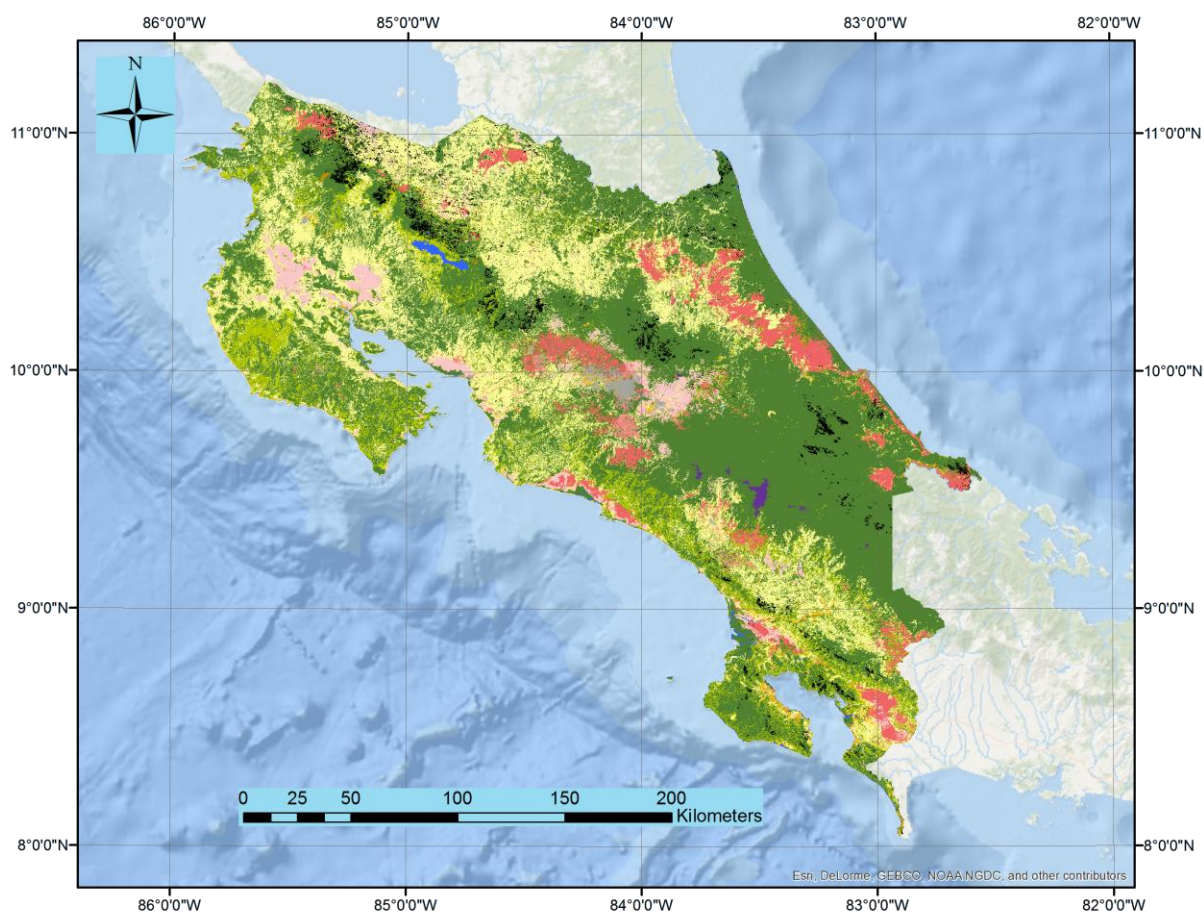 86°0'0"W 85°0'0"W 84°0'0"W 83°0'0"W 82°0'0"W
N
11°0'0"N 11°0'0"N
10°0'0"N 10°0'0"N
9°0'0"N 9°0'0"N
0 25 50 100 150 200
Kilometers
8°0'0"N 8°0'0"N
Esri, DeLorme, GEBCO, NOAA NGDC, and other contributors
86°0'0"W 85°0'0"W 84°0'0"W 83°0'0"W 82°0'0"W